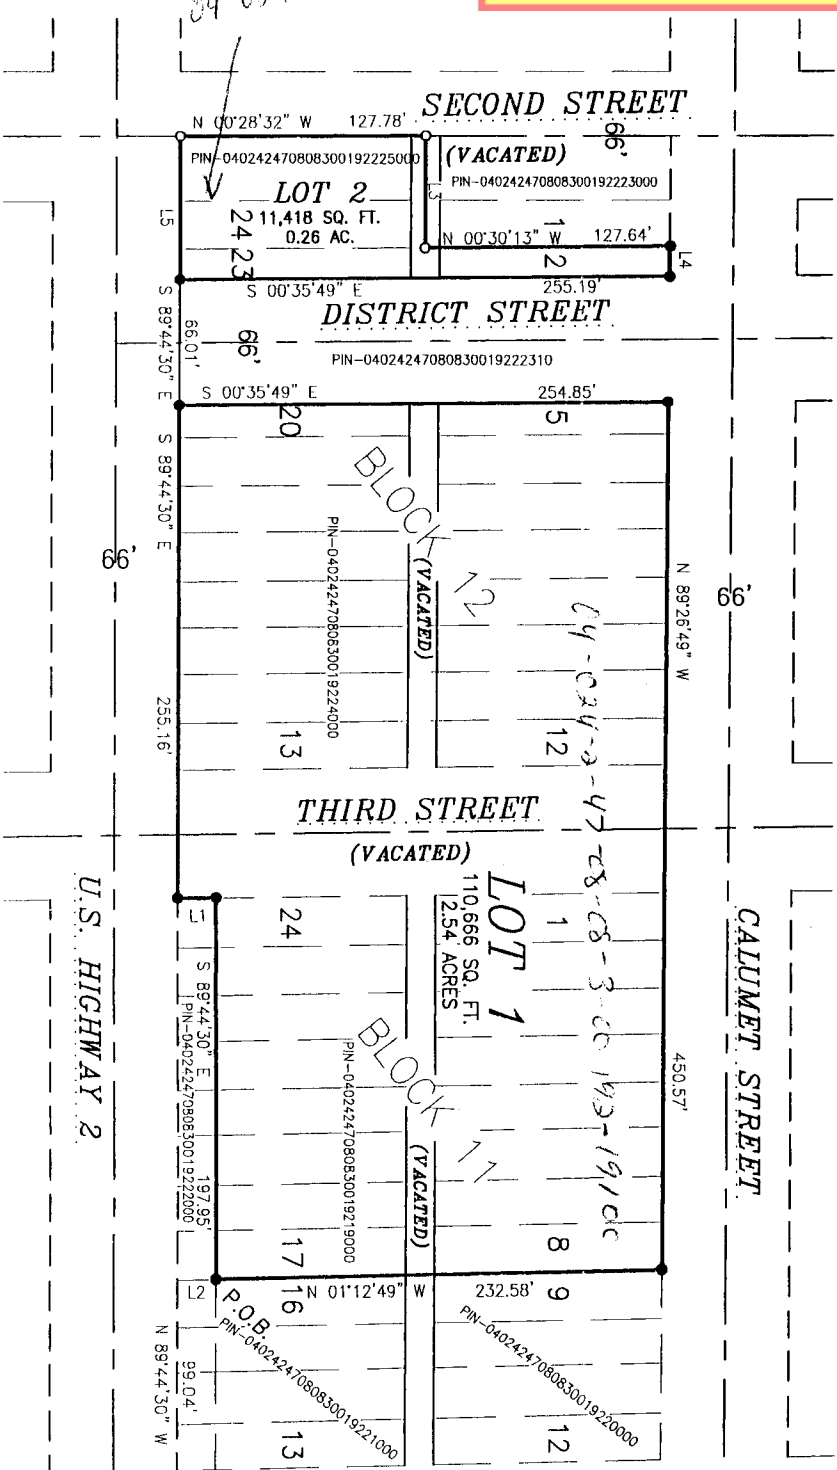 SECOND STREET
N 00°28'32" W 127.78'
66'
(VACATED)
PIN-040242470808300192225000
PIN-040242470808300192223000
LOT 2
11,418 SQ. FT.
0.26 AC.
24
23
L5
L3
1
2
N 00°30'13" W 127.64'
L4
S 00°35'49" E 255.19'
DISTRICT STREET
S 89°44'30" E
66.01'
66'
PIN-04024247080830019222310
S 00°35'49" E 254.85'
20
5
BLOCK 12
(VACATED)
S 89°44'30" E
255.16'
66'
PIN-04024247080830019224000
N 89°26'49" W
450.57'
66'
13
12
THIRD STREET
(VACATED)
LOT 1
110,666 SQ. FT.
2.54 ACRES
L1
24
1
U.S. HIGHWAY 2
CALUMET STREET
S 89°44'30" E
197.95'
PIN-04024247080830019222000
BLOCK 11
(VACATED)
PIN-04024247080830019219000
17
8
L2
16
9
N 01°12'49" W 232.58'
P.O.B.
PIN-04024247080830019221000
PIN-04024247080830019220000
N 89°44'30" W
99.04'
13
12